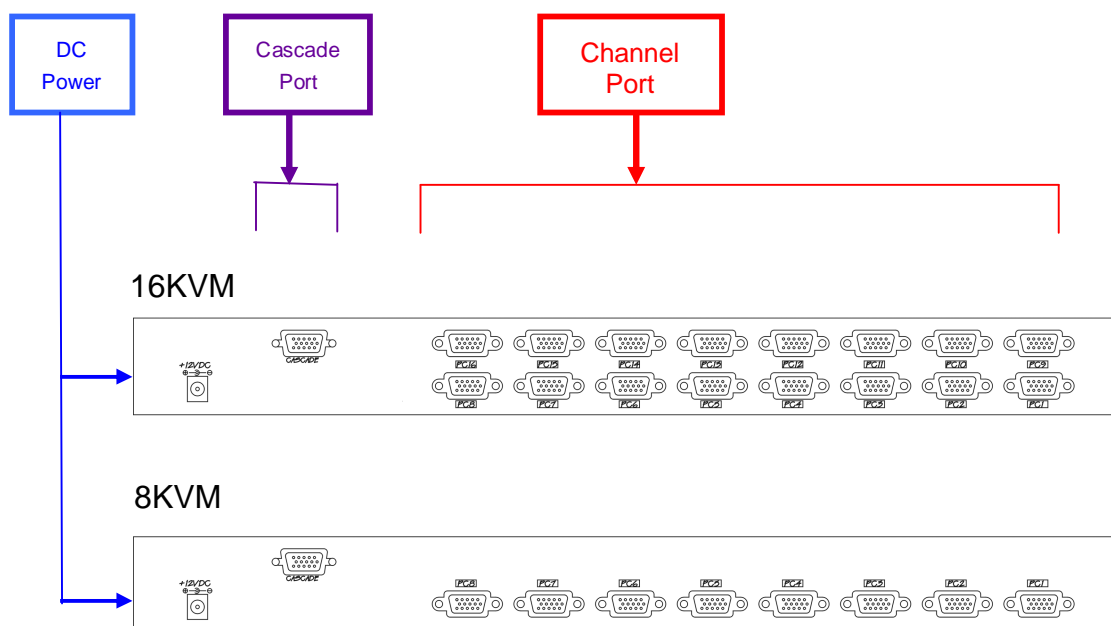 DC
Power
Cascade
Port
Channel
Port
16KVM
+12VDC
CASCADE
PC16 PC15 PC14 PC13 PC12 PC11 PC10 PC9
PC8 PC7 PC6 PC5 PC4 PC3 PC2 PC1
8KVM
+12VDC
CASCADE
PC8 PC7 PC6 PC5 PC4 PC3 PC2 PC1